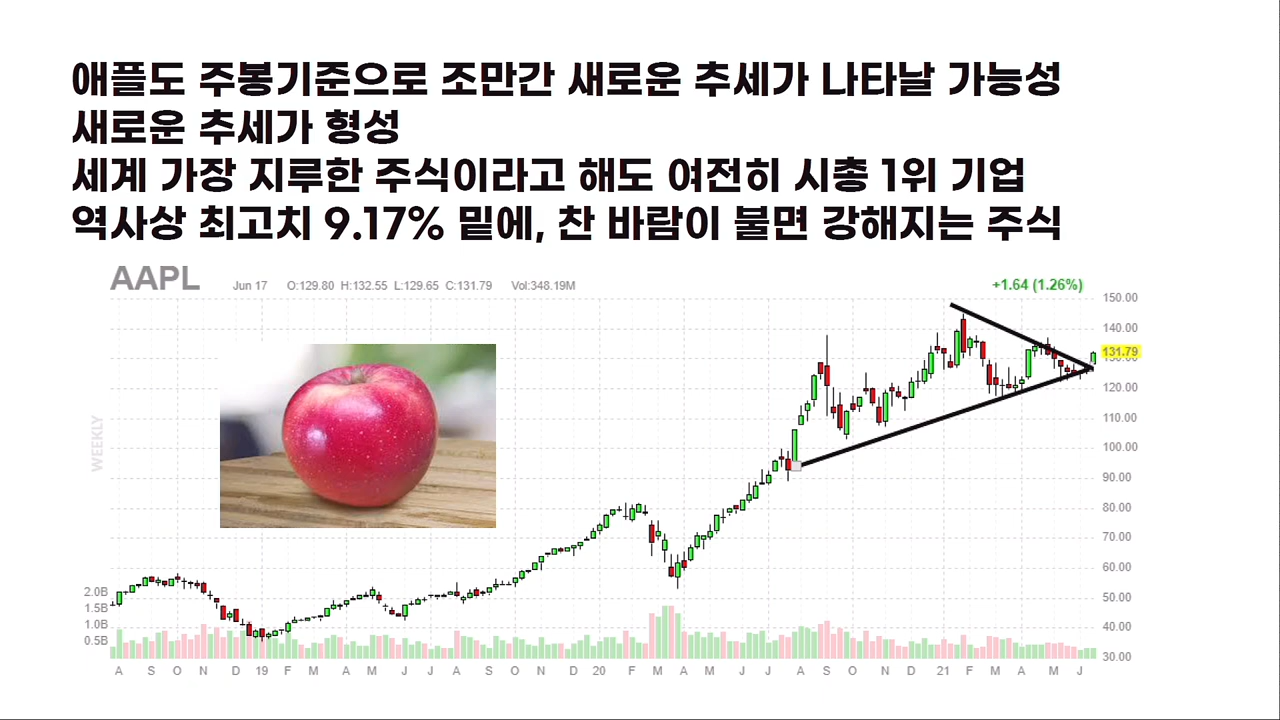 애플도 주봉기준으로 조만간 새로운 추세가 나타날 가능성
새로운 추세가 형성
세계 가장 지루한 주식이라고 해도 여전히 시총 1위 기업
역사상 최고치 9.17% 밑에, 찬 바람이 불면 강해지는 주식
AAPL Jun 17 O:129.80 H:132.55 L:129.65 C:131.79 Vol:348.19M +1.64 (1.26%)
150.00
140.00
131.79
130.00
120.00
110.00
100.00
90.00
80.00
70.00
60.00
50.00
40.00
30.00
WEEKLY
2.0B
1.5B
1.0B
0.5B
A S O N D 19 F M A M J J A S O N D 20 F M A M J J A S O N D 21 F M A M J